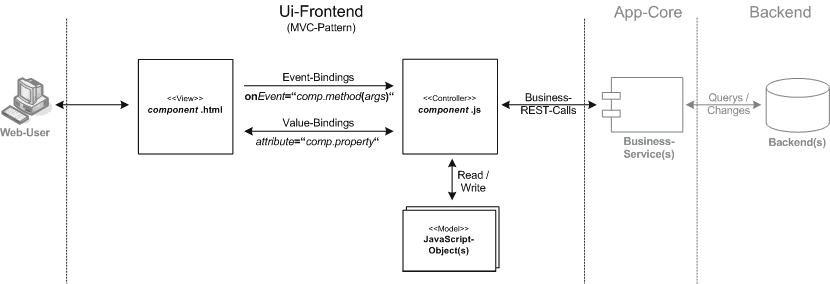 Ui-Frontend
(MVC-Pattern)
App-Core
Backend
Web-User
<<View>>
component .html
Event-Bindings
onEvent=“comp.method(args)“
Value-Bindings
attribute=“comp.property“
<<Controller>>
component .js
Business-
REST-Calls
Business-
Service(s)
Querys /
Changes
Backend(s)
Read /
Write
<<Model>>
JavaScript-
Object(s)